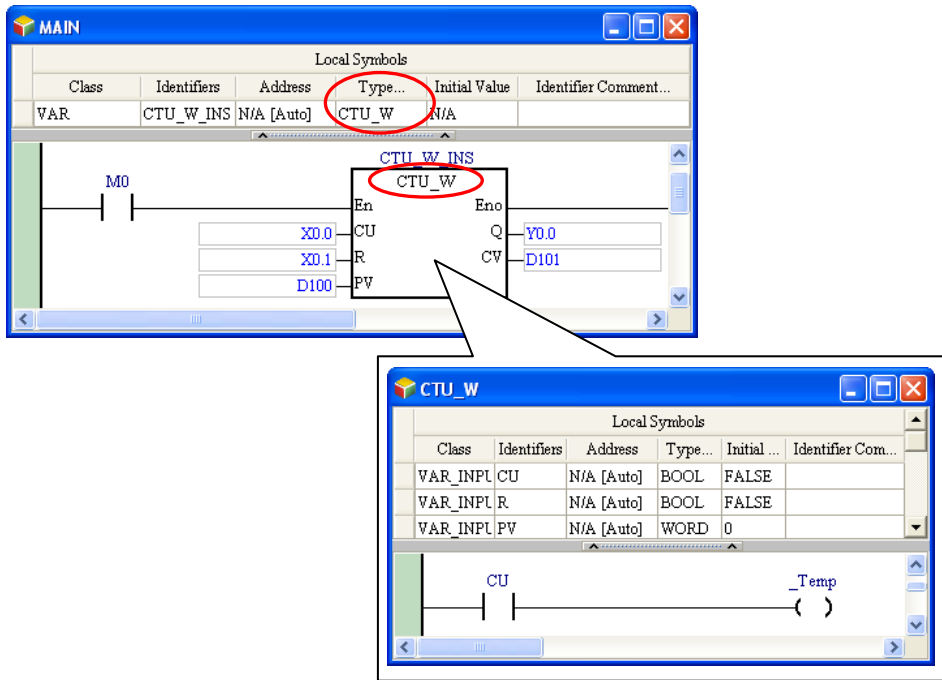 MAIN
Local Symbols
Class Identifiers Address Type... Initial Value Identifier Comment...
VAR CTU_W_INS N/A [Auto] CTU_W N/A
CTU_W_INS
M0 CTU_W
En Eno
X0.0 CU Q Y0.0
X0.1 R CV D101
D100 PV
CTU_W
Local Symbols
Class Identifiers Address Type... Initial ... Identifier Com...
VAR_INPU CU N/A [Auto] BOOL FALSE
VAR_INPU R N/A [Auto] BOOL FALSE
VAR_INPU PV N/A [Auto] WORD 0
CU _Temp